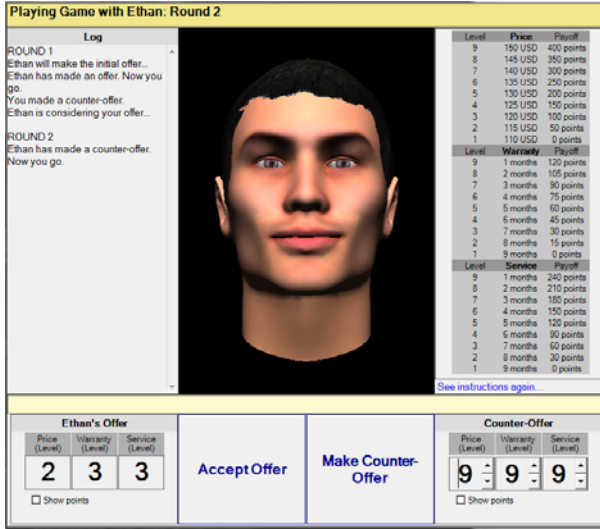 Playing Game with Ethan: Round 2
Log
ROUND 1
Ethan will make the initial offer...
Ethan has made an offer. Now you
go.
You made a counter-offer.
Ethan is considering your offer...
ROUND 2
Ethan has made a counter-offer.
Now you go.
Level Price Payoff
9 150 USD 400 points
8 145 USD 350 points
7 140 USD 300 points
6 135 USD 250 points
5 130 USD 200 points
4 125 USD 150 points
3 120 USD 100 points
2 115 USD 50 points
1 110 USD 0 points
Level Warranty Payoff
9 1 months 120 points
8 2 months 105 points
7 3 months 90 points
6 4 months 75 points
5 5 months 60 points
4 6 months 45 points
3 7 months 30 points
2 8 months 15 points
1 9 months 0 points
Level Service Payoff
9 1 months 240 points
8 2 months 210 points
7 3 months 180 points
6 4 months 150 points
5 5 months 120 points
4 6 months 90 points
3 7 months 60 points
2 8 months 30 points
1 9 months 0 points
See instructions again...
Ethan's Offer
Price Warranty Service
(Level) (Level) (Level)
2 3 3
Show points
Accept Offer
Make Counter-
Offer
Counter-Offer
Price Warranty Service
(Level) (Level) (Level)
9 9 9
Show points